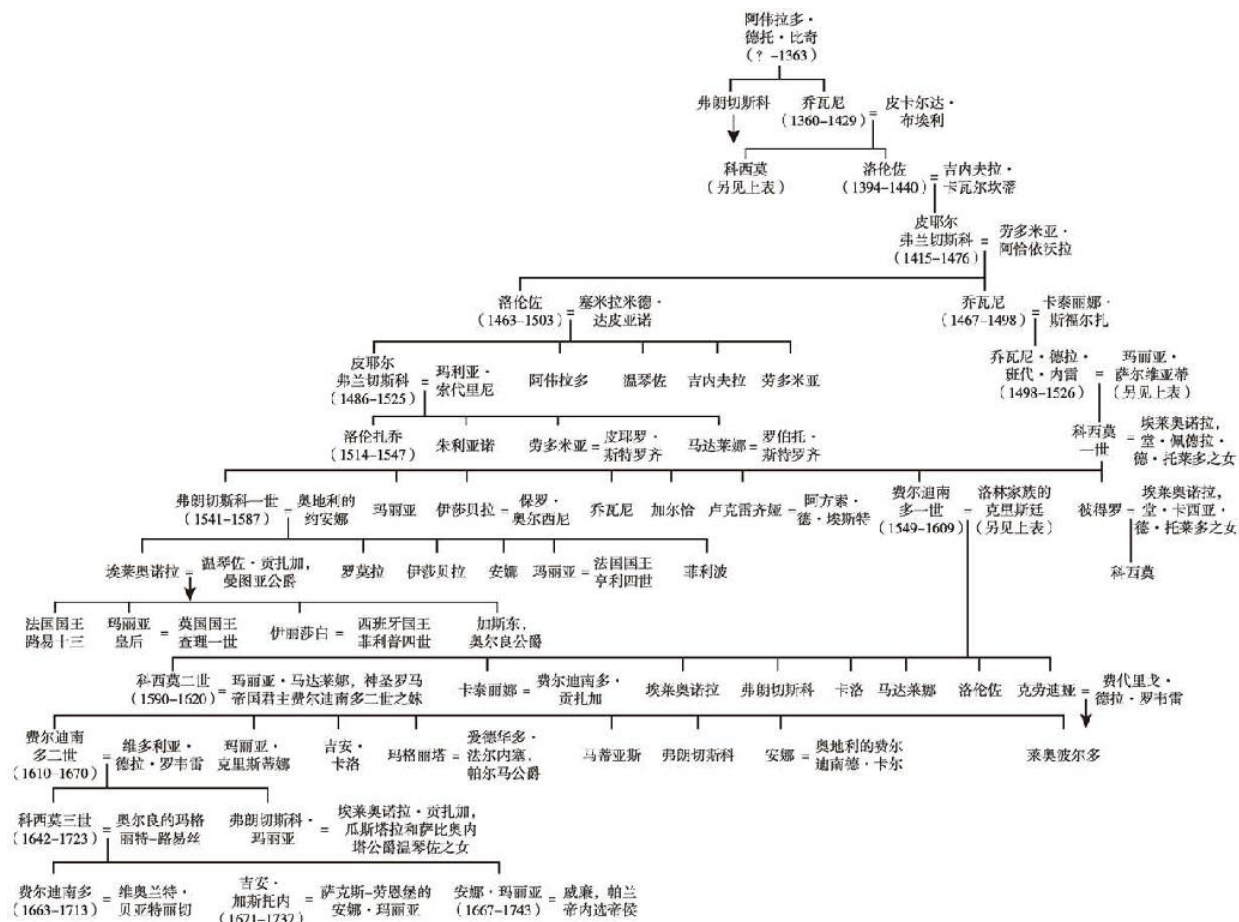 阿伟拉多·
德托·比奇
(？-1363)
弗朗切斯科
乔瓦尼
(1360-1429)
=
皮卡尔达·
布埃利
科西莫
(另见上表)
洛伦佐
(1394-1440)
=
吉内夫拉·
卡瓦尔坎蒂
皮耶尔
弗兰切斯科
(1415-1476)
=
劳多米亚·
阿恰依沃拉
洛伦佐
(1463-1503)
=
塞米拉米德·
达皮亚诺
乔瓦尼
(1467-1498)
=
卡泰丽娜·
斯福尔扎
皮耶尔
弗兰切斯科
(1486-1525)
=
玛利亚·
索代里尼
阿伟拉多
温琴佐
吉内夫拉
劳多米亚
乔瓦尼·德拉·
班代·内雷
(1498-1526)
=
玛丽亚·
萨尔维亚蒂
(另见上表)
洛伦扎乔
(1514-1547)
朱利亚诺
劳多米亚
=
皮耶罗·
斯特罗齐
马达莱娜
=
罗伯托·
斯特罗齐
科西莫
一世
=
埃莱奥诺拉，
堂·佩德拉·
德·托莱多之女
弗朗切斯科一世
(1541-1587)
=
奥地利的
约安娜
玛丽亚
伊莎贝拉
=
保罗·
奥尔西尼
乔瓦尼
加尔恰
卢克雷齐娅
=
阿方索·
德·埃斯特
费尔迪南
多一世
(1549-1609)
=
洛林家族的
克里斯廷
(另见上表)
彼得罗
=
埃莱奥诺拉，
堂·卡西亚·
德·托莱多之女
埃莱奥诺拉
=
温琴佐·贡扎加，
曼图亚公爵
罗莫拉
伊莎贝拉
安娜
玛丽亚
=
法国国王
亨利四世
菲利波
科西莫
法国国王
路易十三
玛丽亚
皇后
=
英国国王
查理一世
伊丽莎白
=
西班牙国王
菲利普四世
加斯东，
奥尔良公爵
科西莫二世
(1590-1620)
=
玛丽亚·马达莱娜，神圣罗马
帝国君主费尔迪南多二世之妹
卡泰丽娜
=
费尔迪南多·
贡扎加
埃莱奥诺拉
弗朗切斯科
卡洛
马达莱娜
洛伦佐
克劳迪娅
=
费代里戈·
德拉·罗韦雷
费尔迪南
多二世
(1610-1670)
=
维多利亚·
德拉·罗韦雷
玛丽亚·
克里斯蒂娜
吉安·
卡洛
玛格丽塔
=
爱德华多·
法尔内塞，
帕尔马公爵
马蒂亚斯
弗朗切斯科
安娜
=
奥地利的费尔
迪南德·卡尔
莱奥波尔多
科西莫三世
(1642-1723)
=
奥尔良的玛格
丽特-路易丝
弗朗切斯科·
玛丽亚
=
埃莱奥诺拉·贡扎加，
瓜斯塔拉和萨比奥内
塔公爵温琴佐之女
费尔迪南多
(1663-1713)
=
维奥兰特·
贝亚特丽切
吉安·
加斯托内
(1671-1737)
=
萨克斯-劳恩堡的
安娜·玛丽亚
安娜·玛丽亚
(1667-1743)
=
威廉，帕兰
帝内选帝侯